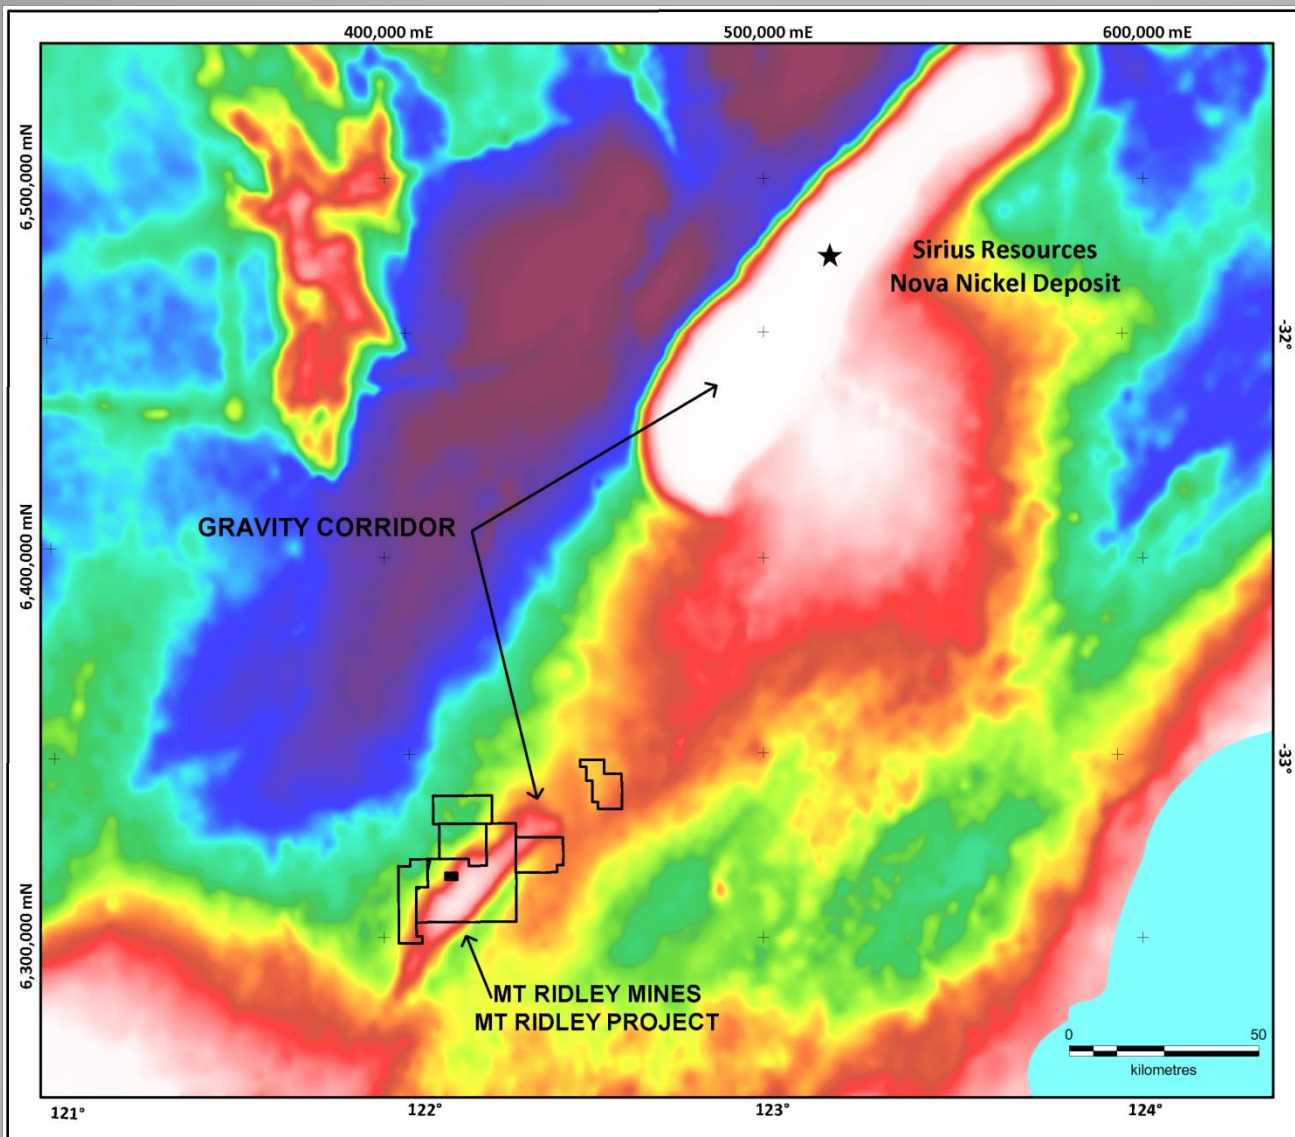 400,000 mE
500,000 mE
600,000 mE
6,500,000 mN
Sirius Resources
Nova Nickel Deposit
-32°
GRAVITY CORRIDOR
6,400,000 mN
-33°
6,300,000 mN
MT RIDLEY MINES
MT RIDLEY PROJECT
0
50
kilometres
121°
122°
123°
124°